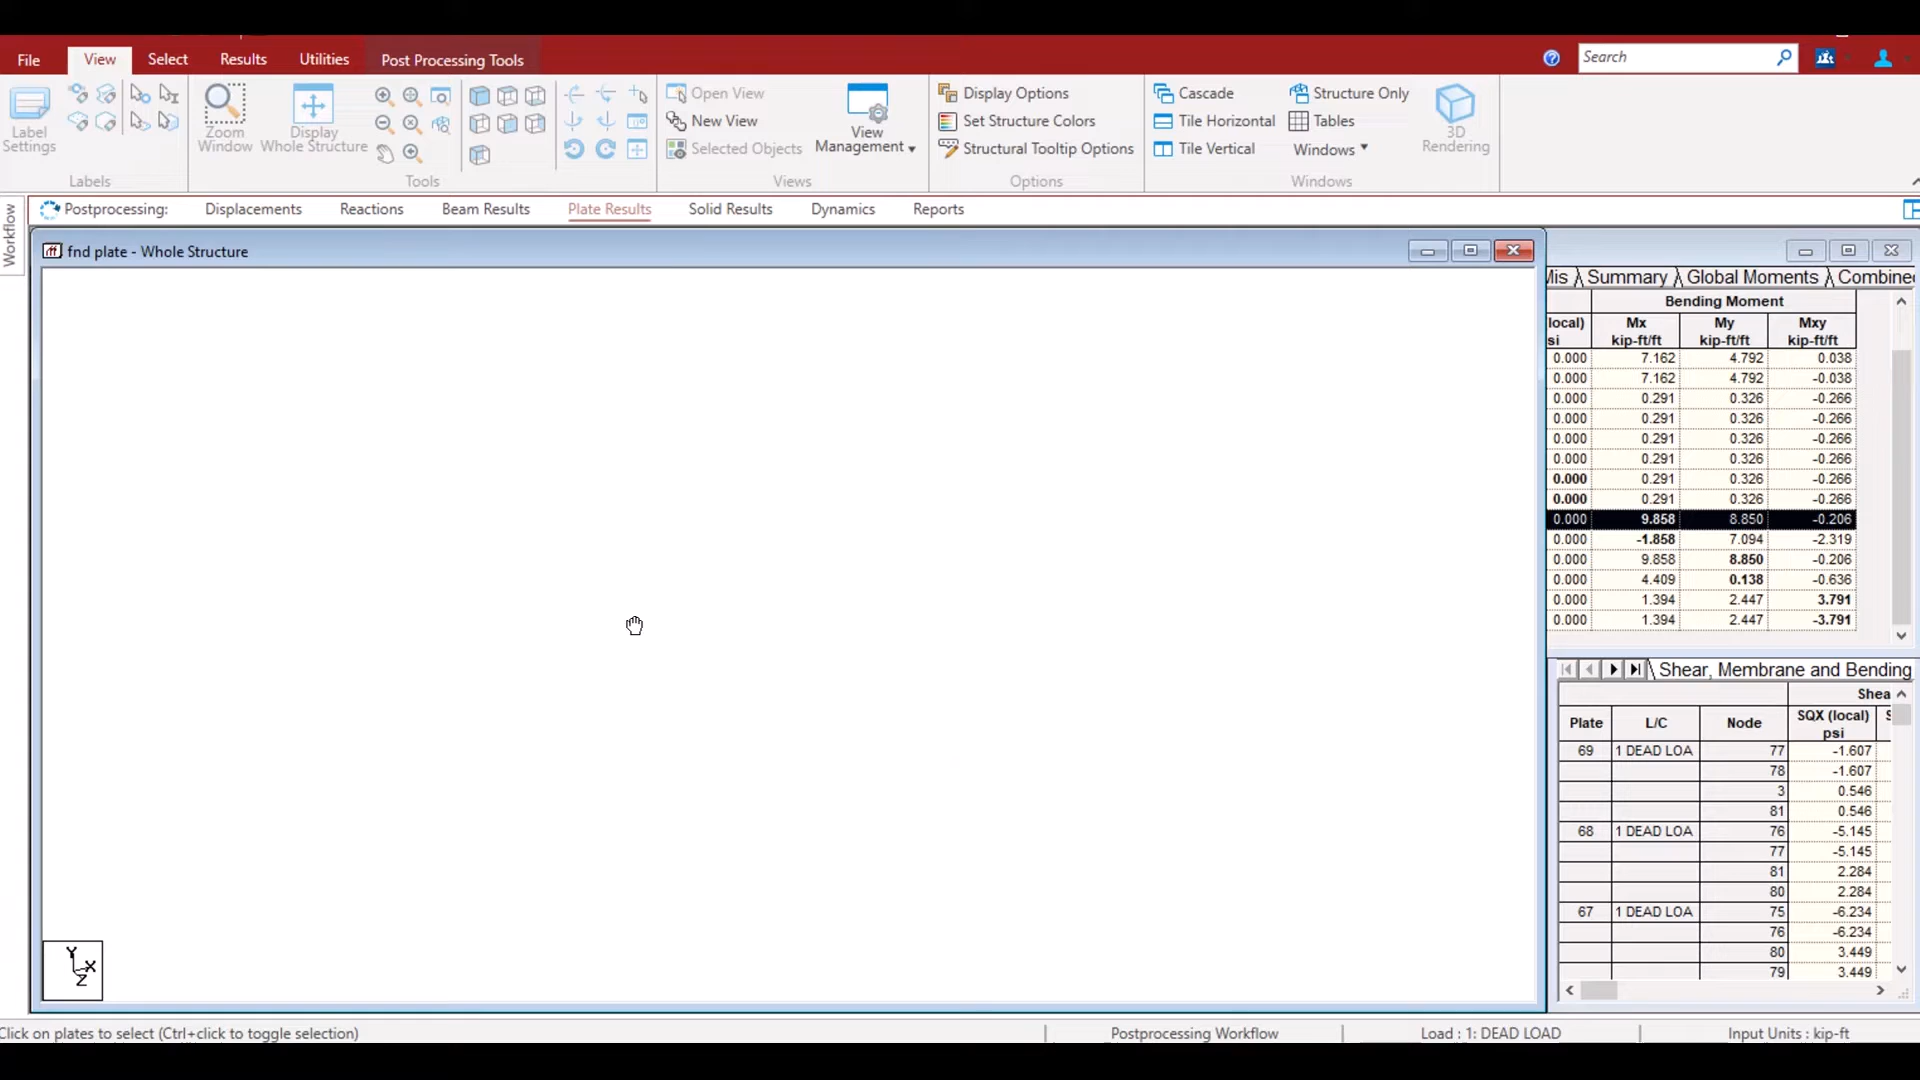 File View Select Results Utilities Post Processing Tools Search
Label Settings
Labels
Zoom Window
Display Whole Structure
Tools
Open View
New View
Selected Objects
View Management
Views
Display Options
Set Structure Colors
Structural Tooltip Options
Options
Cascade
Tile Horizontal
Tile Vertical
Structure Only
Tables
Windows
3D Rendering
Windows
Workflow
Postprocessing: Displacements Reactions Beam Results Plate Results Solid Results Dynamics Reports
fnd plate - Whole Structure
Mis Summary Global Moments Combined
Bending Moment
local) Mx My Mxy
si kip-ft/ft kip-ft/ft kip-ft/ft
0.000 7.162 4.792 0.038
0.000 7.162 4.792 -0.038
0.000 0.291 0.326 -0.266
0.000 0.291 0.326 -0.266
0.000 0.291 0.326 -0.266
0.000 0.291 0.326 -0.266
0.000 0.291 0.326 -0.266
0.000 0.291 0.326 -0.266
0.000 9.858 8.850 -0.206
0.000 -1.858 7.094 -2.319
0.000 9.858 8.850 -0.206
0.000 4.409 0.138 -0.636
0.000 1.394 2.447 3.791
0.000 1.394 2.447 -3.791
Shear, Membrane and Bending
Shea
Plate L/C Node SQX (local) psi S
69 1 DEAD LOA 77 -1.607
78 -1.607
3 0.546
81 0.546
68 1 DEAD LOA 76 -5.145
77 -5.145
81 2.284
80 2.284
67 1 DEAD LOA 75 -6.234
76 -6.234
80 3.449
79 3.449
Y
X
Z
Click on plates to select (Ctrl+click to toggle selection) Postprocessing Workflow Load : 1: DEAD LOAD Input Units : kip-ft